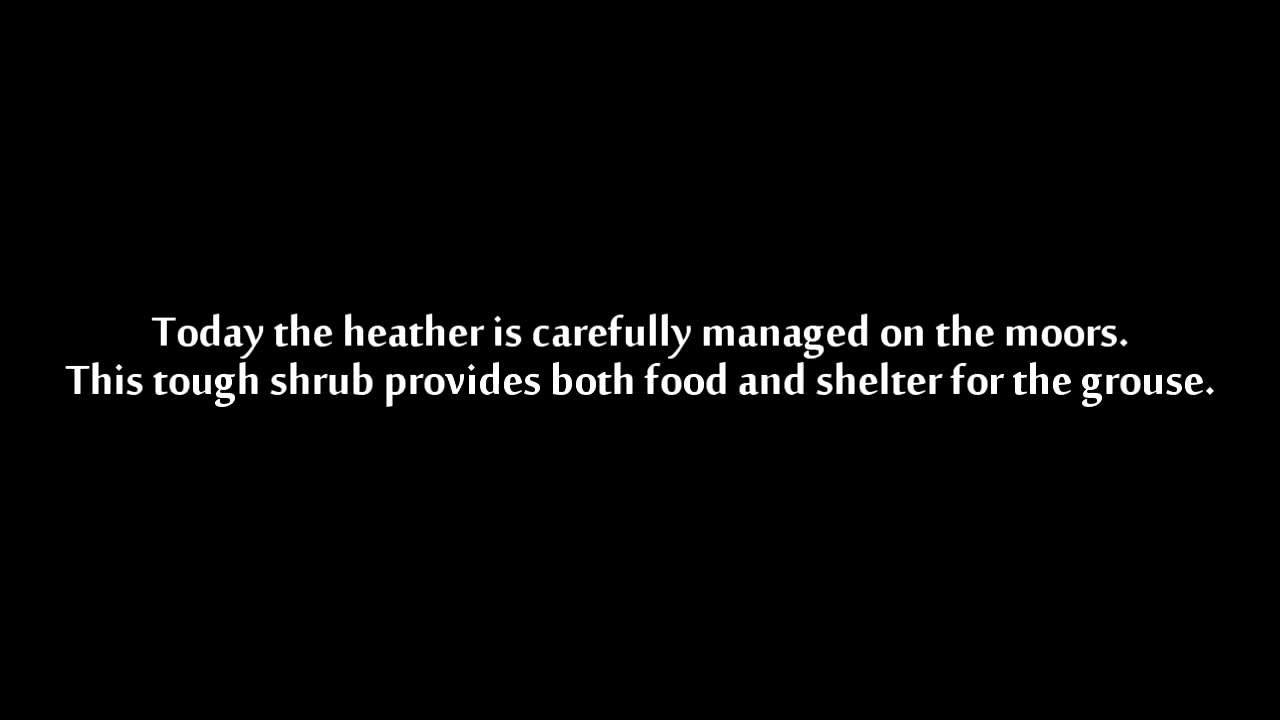 Today the heather is carefully managed on the moors.
This tough shrub provides both food and shelter for the grouse.